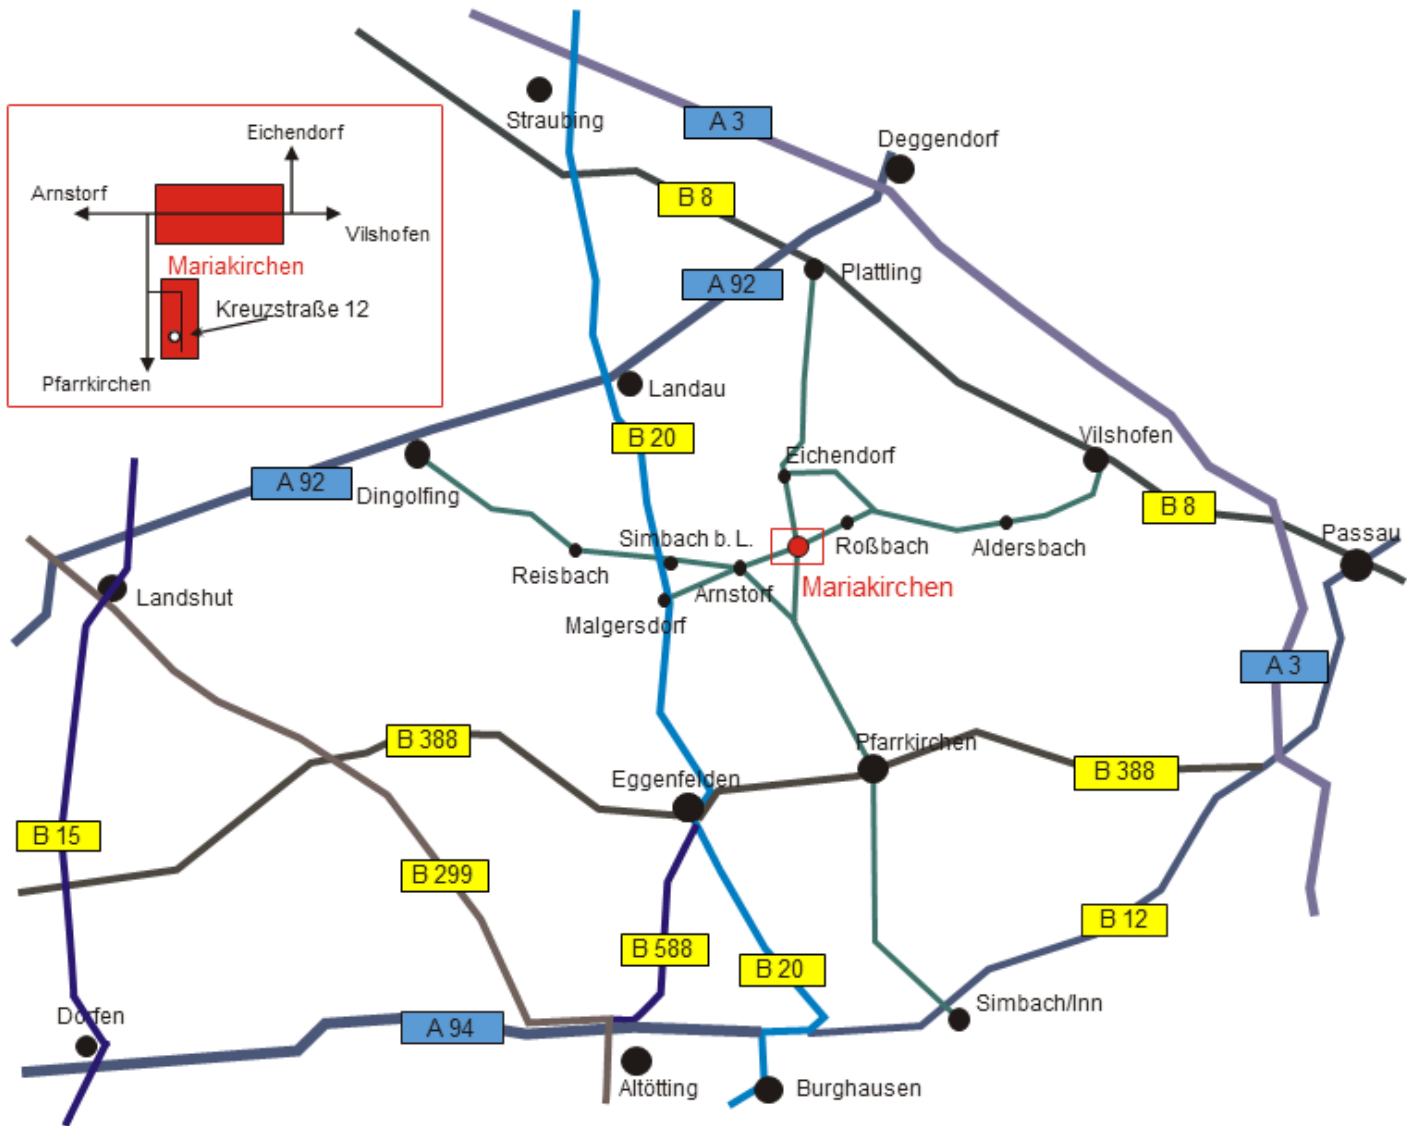 Straubing
A 3
Deggendorf
Eichendorf
Arnstorf
B 8
Vilshofen
Mariakirchen
Plattling
A 92
Kreuzstraße 12
Pfarrkirchen
Landau
B 20
Vilshofen
Eichendorf
A 92
Dingolfing
B 8
Simbach b. L.
Roßbach
Aldersbach
Passau
Reisbach
Arnstorf
Mariakirchen
Landshut
Malgersdorf
A 3
B 388
Pfarrkirchen
B 388
Eggenfelden
B 15
B 299
B 12
B 588
B 20
Simbach/Inn
Dorfen
A 94
Altötting
Burghausen